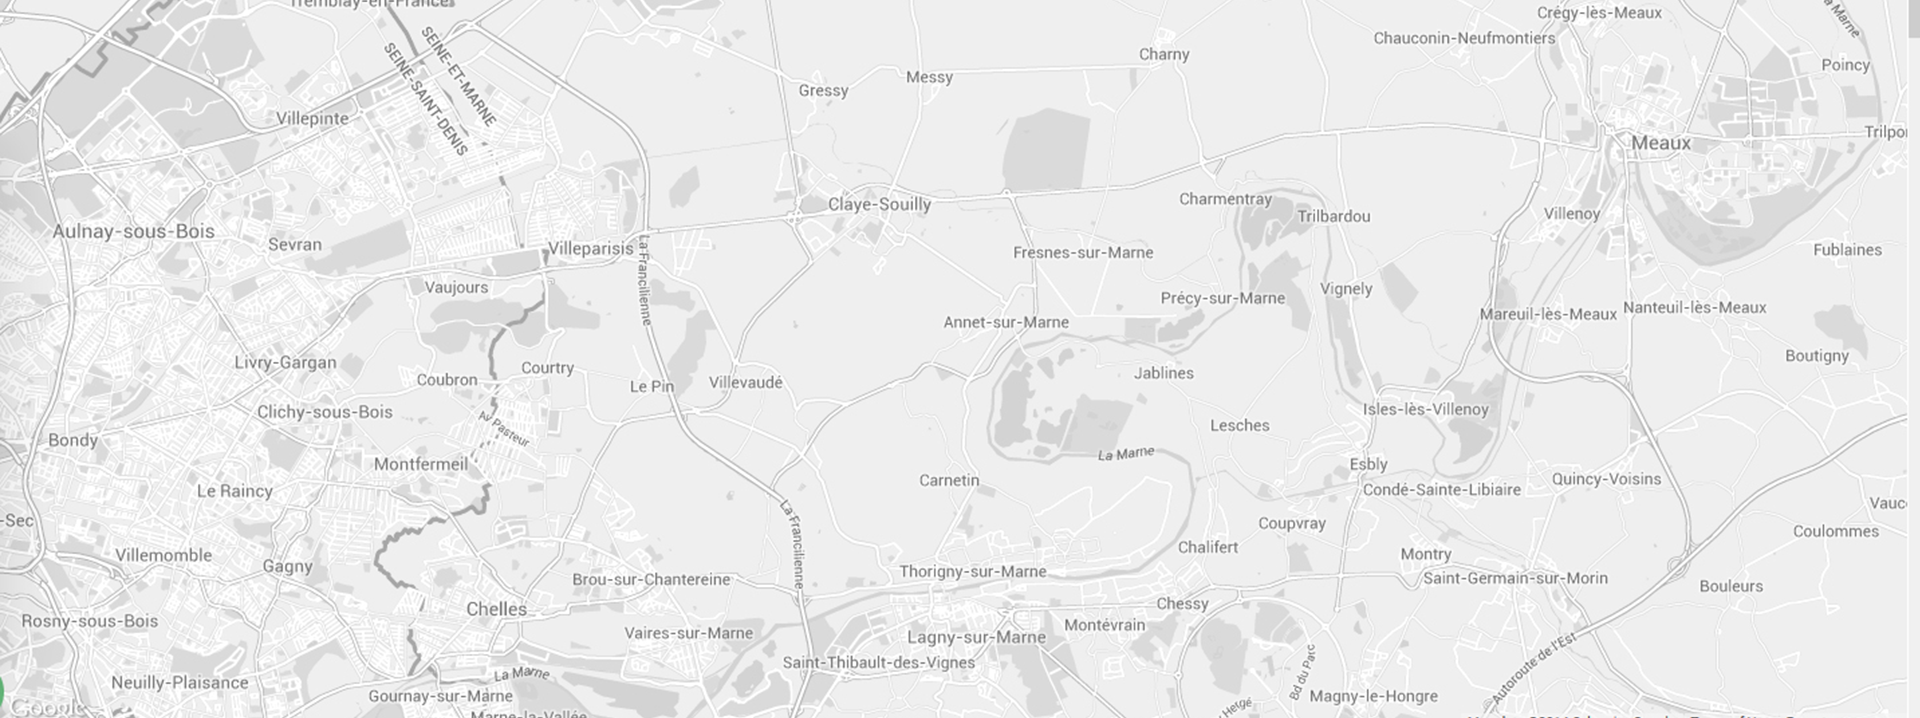 Tremblay-en-France
Crégy-lès-Meaux
La Marne
SEINE-ET-MARNE
SEINE-SAINT-DENIS
Chauconin-Neufmontiers
Charny
Messy
Gressy
Poincy
Villepinte
Meaux
Charmentray
Claye-Souilly
Trilbardou
Villenoy
Aulnay-sous-Bois
Sevran
Villeparisis
La Francilienne
Fresnes-sur-Marne
Fublaines
Vaujours
Précy-sur-Marne
Vignely
Mareuil-lès-Meaux
Nanteuil-lès-Meaux
Annet-sur-Marne
Boutigny
Livry-Gargan
Courtry
Coubron
Le Pin
Villevaudé
Jablines
Clichy-sous-Bois
Av Pasteur
Isles-lès-Villenoy
Lesches
Bondy
La Marne
Montfermeil
Esbly
Carnetin
Quincy-Voisins
Le Raincy
Condé-Sainte-Libiaire
-Sec
Coupvray
Coulommes
La Francilienne
Villemomble
Gagny
Chalifert
Montry
Thorigny-sur-Marne
Saint-Germain-sur-Morin
Brou-sur-Chantereine
Bouleurs
Chelles
Chessy
Rosny-sous-Bois
Montévrain
Vaires-sur-Marne
Lagny-sur-Marne
Autoroute de l'Est
Saint-Thibault-des-Vignes
La Marne
Bd du Parc
Neuilly-Plaisance
Gournay-sur-Marne
Magny-le-Hongre
Google
Hergé
Marne-la-Vallée